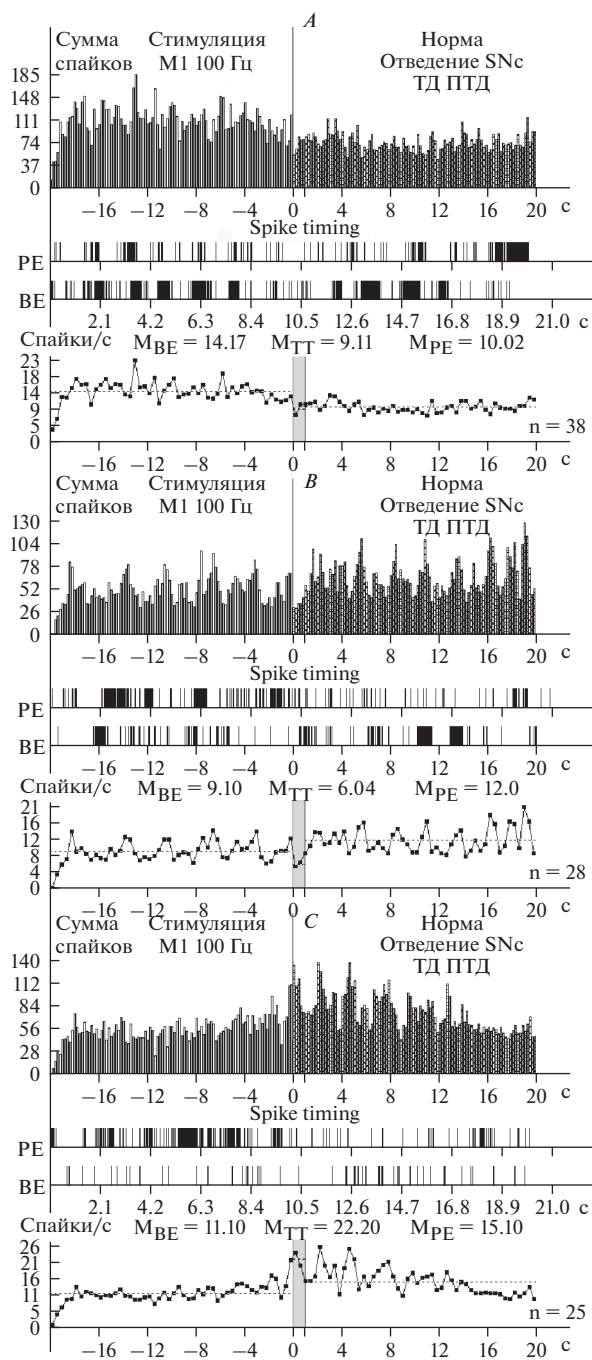 A
Сумма Стимуляция Норма
спайков М1 100 Гц Отведение SNc
185 ТД ПТД
148
111
74
37
0
−16 −12 −8 −4 0 4 8 12 16 20 с
Spike timing
PE
BE
2.1 4.2 6.3 8.4 10.5 12.6 14.7 16.8 18.9 21.0 с
Спайки/с M_BE = 14.17 M_TT = 9.11 M_PE = 10.02
23
18
14
9
5
0
n = 38
−16 −12 −8 −4 0 4 8 12 16 20 с
Сумма Стимуляция B Норма
спайков М1 100 Гц Отведение SNc
130 ТД ПТД
104
78
52
26
0
−16 −12 −8 −4 0 4 8 12 16 20 с
Spike timing
PE
BE
Спайки/с M_BE = 9.10 M_TT = 6.04 M_PE = 12.0
21
16
12
8
4
0
n = 28
−16 −12 −8 −4 0 4 8 12 16 20 с
Сумма Стимуляция C Норма
спайков М1 100 Гц Отведение SNc
140 ТД ПТД
112
84
56
28
0
−16 −12 −8 −4 0 4 8 12 16 20 с
Spike timing
PE
BE
2.1 4.2 6.3 8.4 10.5 12.6 14.7 16.8 18.9 21.0 с
Спайки/с M_BE = 11.10 M_TT = 22.20 M_PE = 15.10
26
21
16
11
5
0
n = 25
−16 −12 −8 −4 0 4 8 12 16 20 с